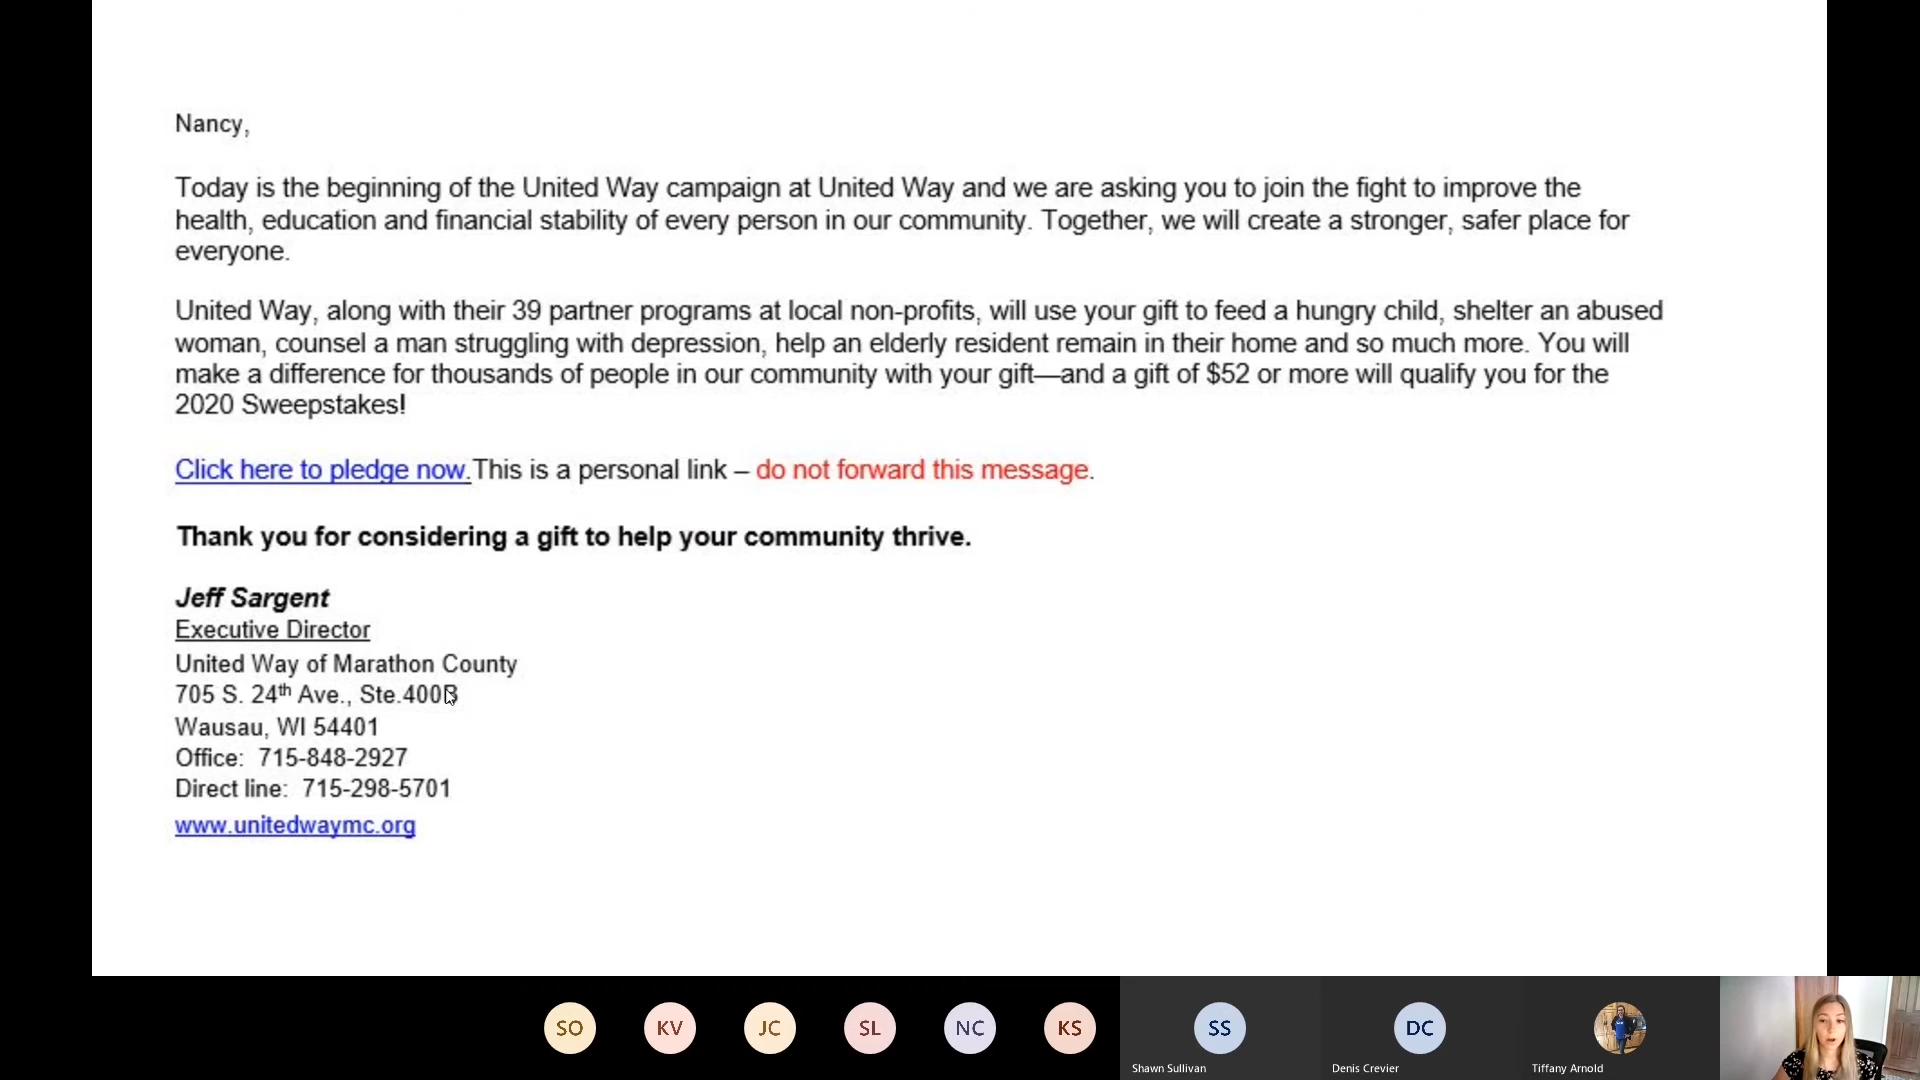 Nancy,
Today is the beginning of the United Way campaign at United Way and we are asking you to join the fight to improve the
health, education and financial stability of every person in our community. Together, we will create a stronger, safer place for
everyone.
United Way, along with their 39 partner programs at local non-profits, will use your gift to feed a hungry child, shelter an abused
woman, counsel a man struggling with depression, help an elderly resident remain in their home and so much more. You will
make a difference for thousands of people in our community with your gift—and a gift of $52 or more will qualify you for the
2020 Sweepstakes!
Click here to pledge now.This is a personal link – do not forward this message.
Thank you for considering a gift to help your community thrive.
Jeff Sargent
Executive Director
United Way of Marathon County
705 S. 24th Ave., Ste.400B
Wausau, WI 54401
Office:  715-848-2927
Direct line:  715-298-5701
www.unitedwaymc.org
SO KV JC SL NC KS SS DC
Shawn Sullivan Denis Crevier Tiffany Arnold